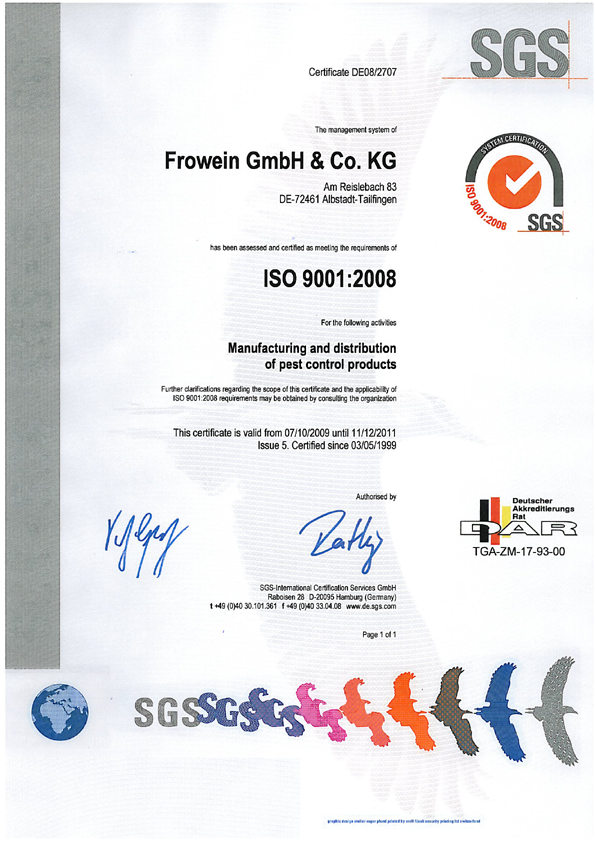 SGS
Certificate DE08/2707
The management system of
Frowein GmbH & Co. KG
Am Reislebach 83
DE-72461 Albstadt-Tailfingen
SYSTEM CERTIFICATION
ISO 9001:2008
SGS
has been assessed and certified as meeting the requirements of
ISO 9001:2008
For the following activities
Manufacturing and distribution
of pest control products
Further clarifications regarding the scope of this certificate and the applicability of
ISO 9001:2008 requirements may be obtained by consulting the organization
This certificate is valid from 07/10/2009 until 11/12/2011
Issue 5. Certified since 03/05/1999
Authorised by
Deutscher
Akkreditierungs
Rat
DAR
TGA-ZM-17-93-00
SGS-International Certification Services GmbH
Raboisen 28 D-20095 Hamburg (Germany)
t +49 (0)40 30.101.361 f +49 (0)40 33.04.08 www.de.sgs.com
Page 1 of 1
SGS SGS SGS